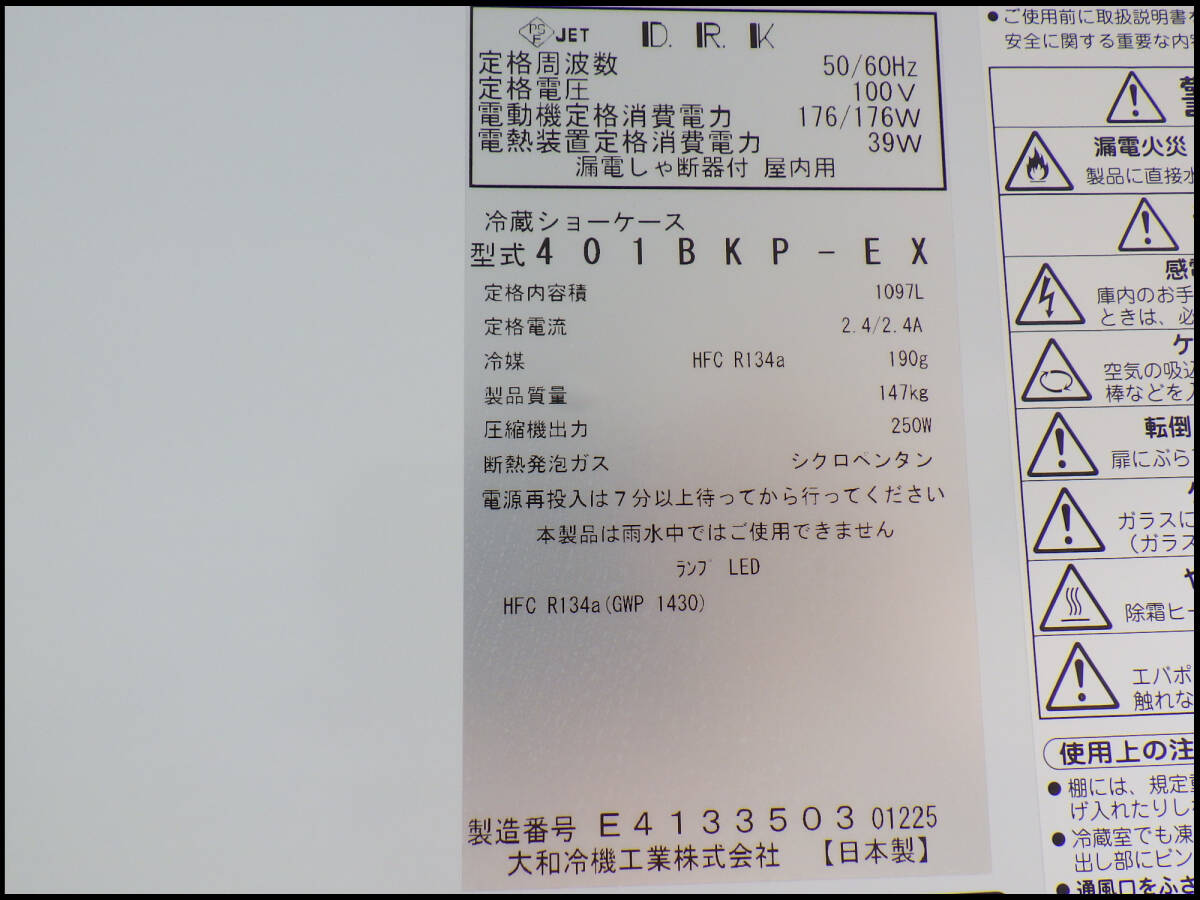 PS E JET D. R. K
定格周波数 50/60Hz
定格電圧 100V
電動機定格消費電力 176/176W
電熱装置定格消費電力 39W
漏電しゃ断器付 屋内用
冷蔵ショーケース
型式 401BKP-EX
定格内容積 1097L
定格電流 2.4/2.4A
冷媒 HFC R134a 190g
製品質量 147kg
圧縮機出力 250W
断熱発泡ガス シクロペンタン
電源再投入は7分以上待ってから行ってください
本製品は雨水中ではご使用できません
ﾗﾝﾌﾟ LED
HFC R134a(GWP 1430)
製造番号 E4133503 01225
大和冷機工業株式会社 【日本製】
●ご使用前に取扱説明書
安全に関する重要な内
漏電火災
製品に直接水
感電
庫内のお手
ときは、必
ケ
空気の吸込
棒などを入
転倒
扉にぶら
ガラスに
(ガラス
除霜ヒー
エバポ
触れな
使用上の注
●棚には、規定重
げ入れたりし
●冷蔵室でも凍
出し部にビン
●通風口をふさ